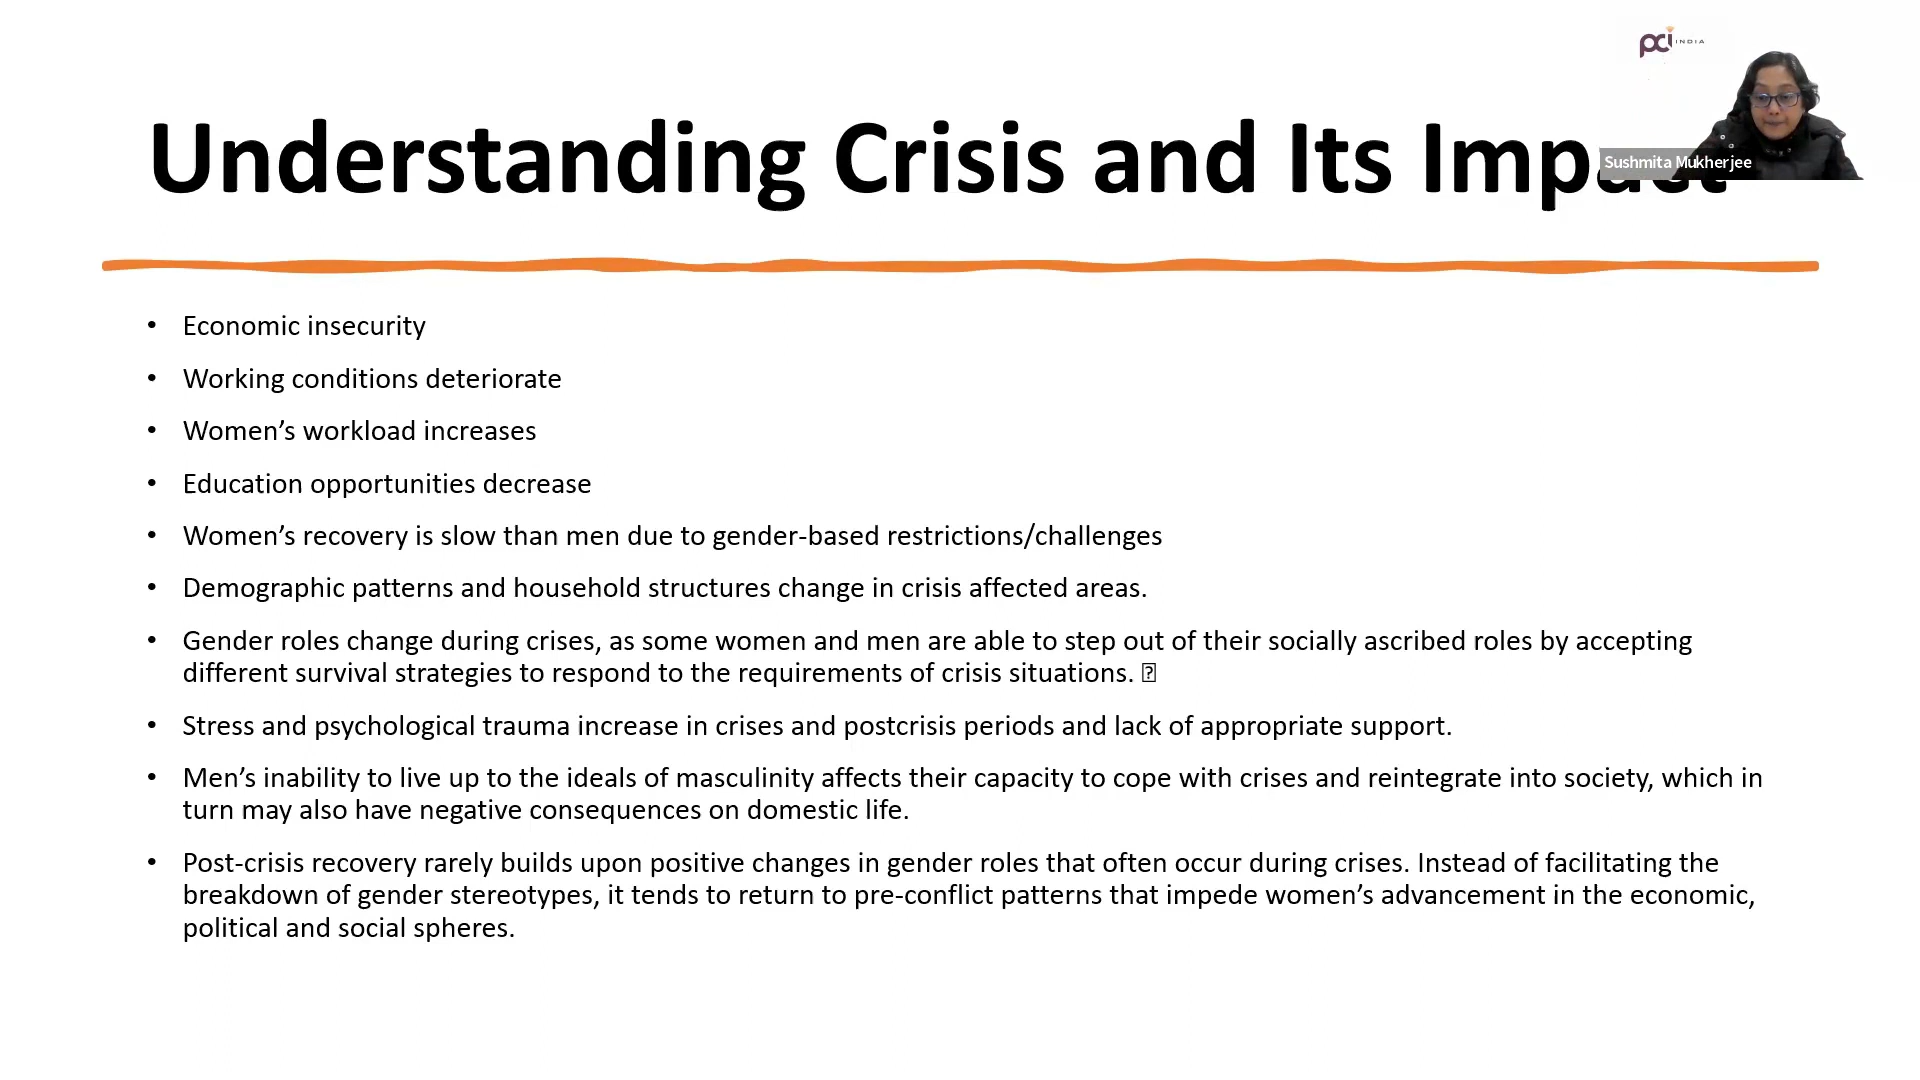 pci INDIA
Understanding Crisis and Its Impact
Sushmita Mukherjee
• Economic insecurity
• Working conditions deteriorate
• Women’s workload increases
• Education opportunities decrease
• Women’s recovery is slow than men due to gender-based restrictions/challenges
• Demographic patterns and household structures change in crisis affected areas.
• Gender roles change during crises, as some women and men are able to step out of their socially ascribed roles by accepting
different survival strategies to respond to the requirements of crisis situations. 🯄
• Stress and psychological trauma increase in crises and postcrisis periods and lack of appropriate support.
• Men’s inability to live up to the ideals of masculinity affects their capacity to cope with crises and reintegrate into society, which in
turn may also have negative consequences on domestic life.
• Post-crisis recovery rarely builds upon positive changes in gender roles that often occur during crises. Instead of facilitating the
breakdown of gender stereotypes, it tends to return to pre-conflict patterns that impede women’s advancement in the economic,
political and social spheres.